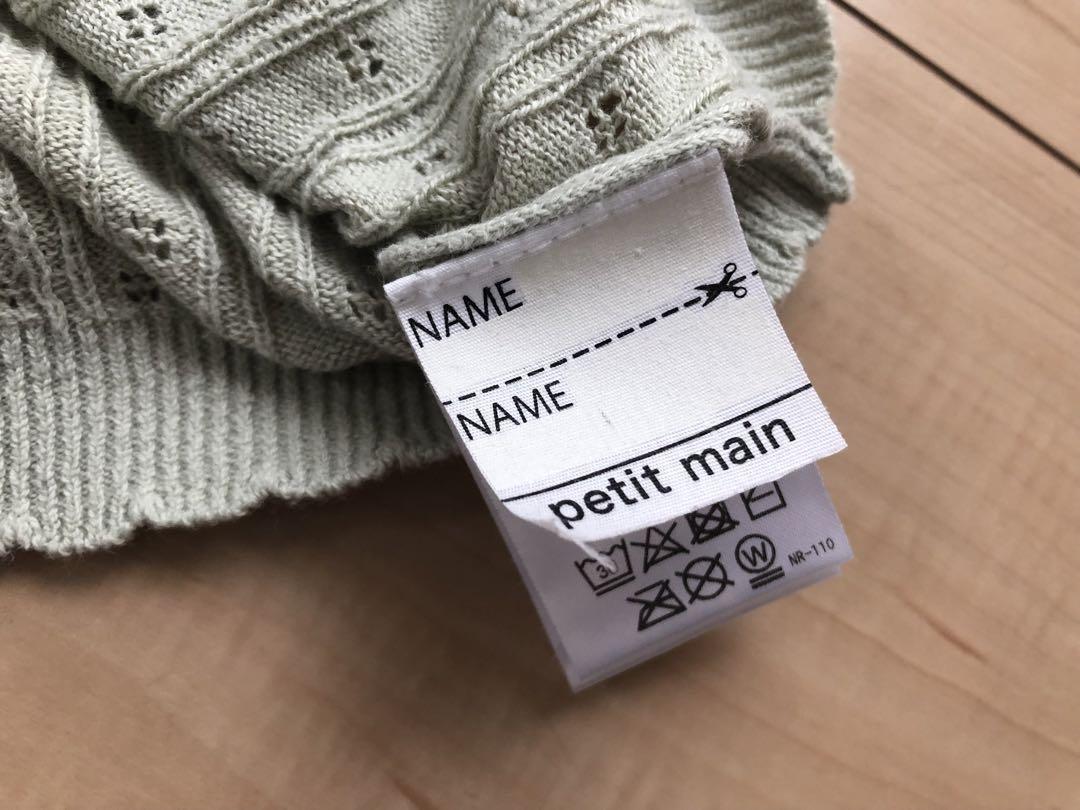 NAME
NAME
petit main
30
W
NR-110